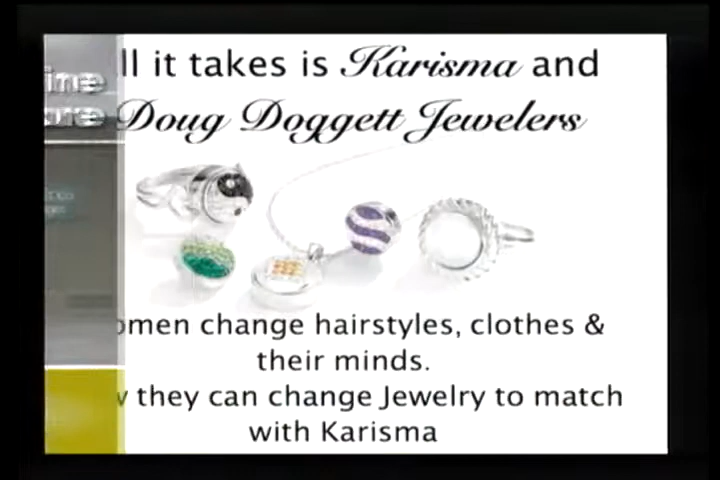 ll it takes is Karisma and
Doug Doggett Jewelers
omen change hairstyles, clothes &
their minds.
they can change Jewelry to match
with Karisma